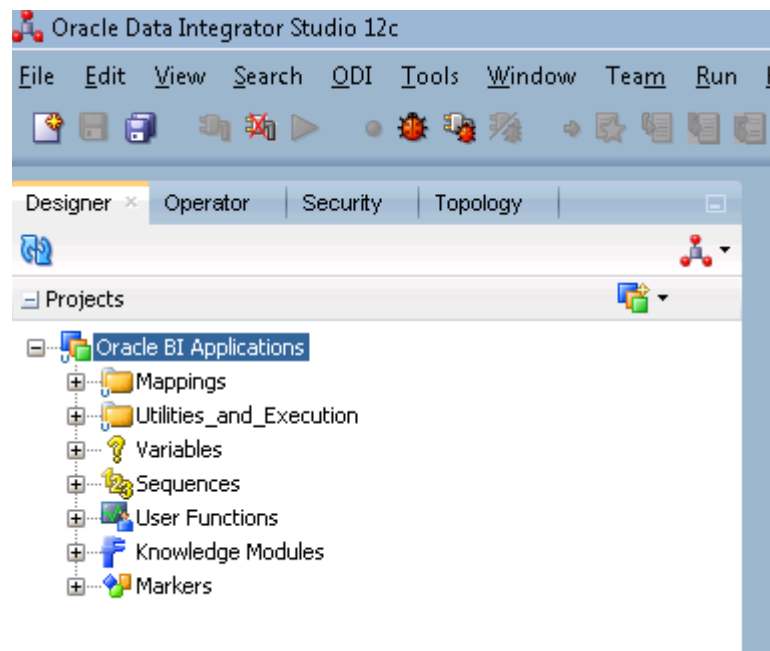 Oracle Data Integrator Studio 12c
File Edit View Search ODI Tools Window Team Run
Designer Operator Security Topology
Projects
Oracle BI Applications
Mappings
Utilities_and_Execution
Variables
Sequences
User Functions
Knowledge Modules
Markers